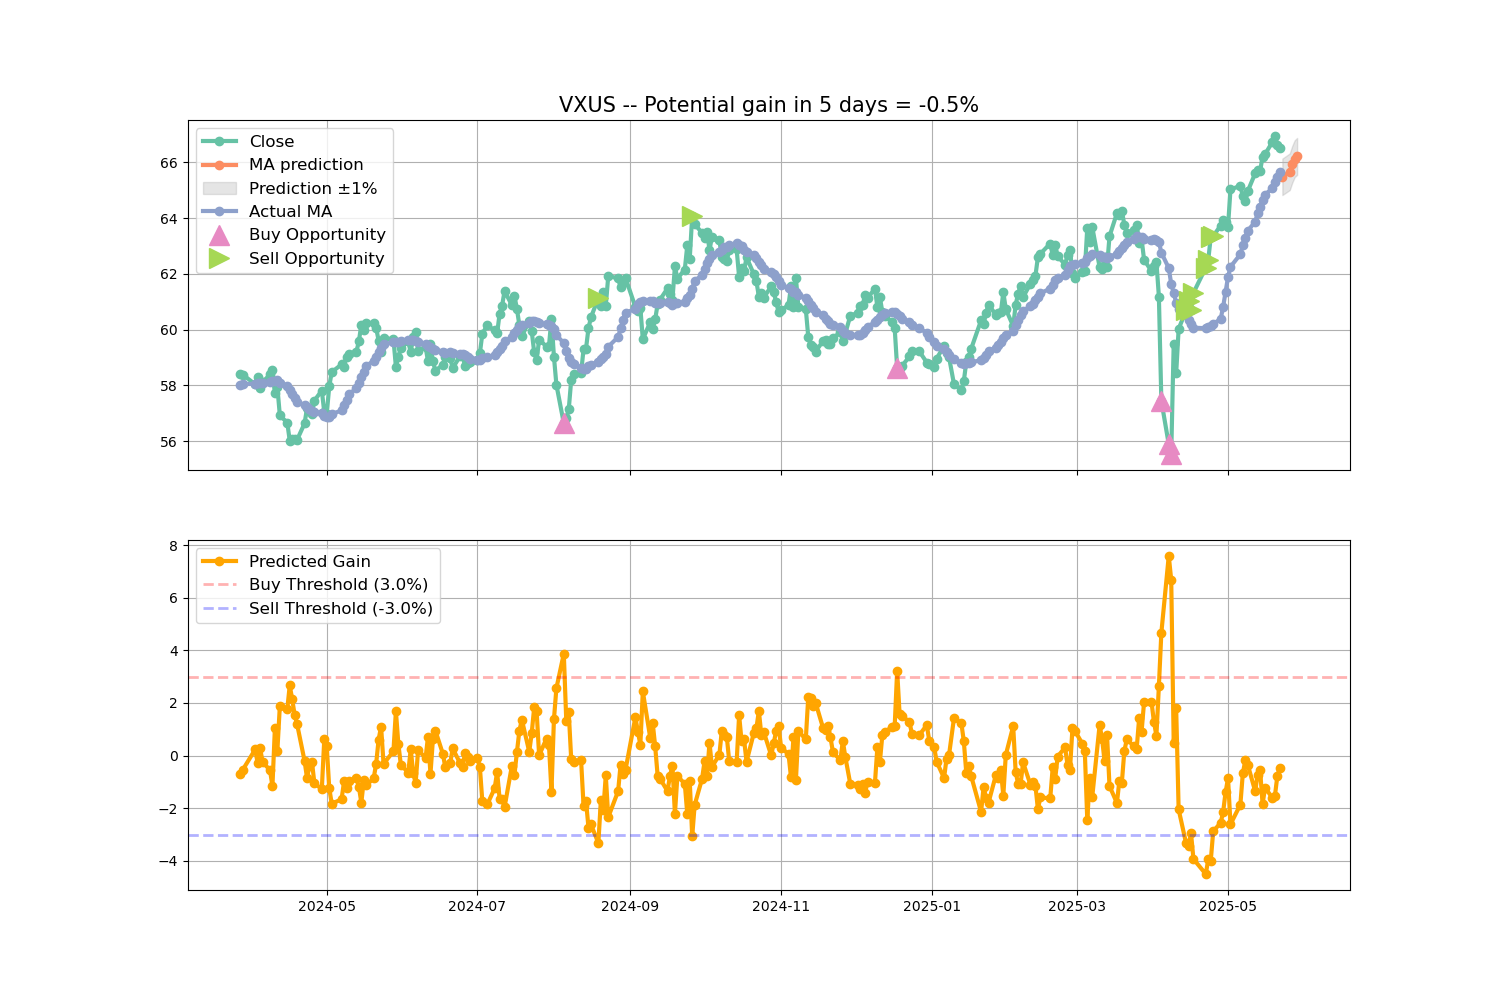 VXUS -- Potential gain in 5 days = -0.5%
Close
MA prediction
Prediction ±1%
Actual MA
Buy Opportunity
Sell Opportunity
66
64
62
60
58
56
Predicted Gain
Buy Threshold (3.0%)
Sell Threshold (-3.0%)
8
6
4
2
0
−2
−4
2024-05
2024-07
2024-09
2024-11
2025-01
2025-03
2025-05